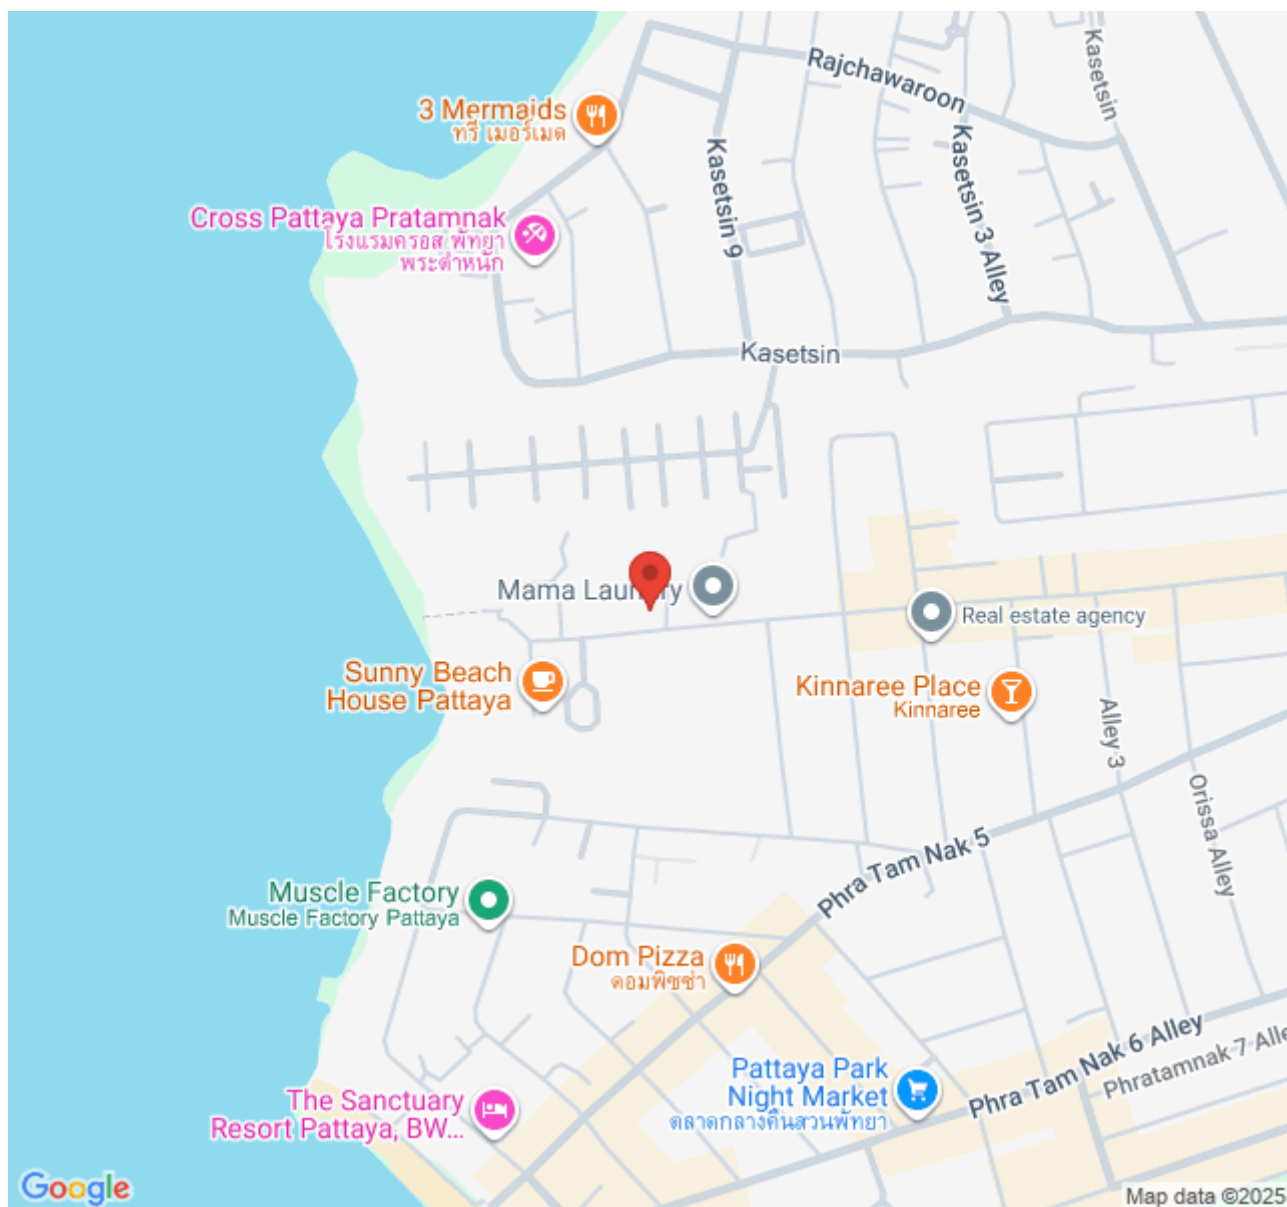 Rajchawaroon
Kasetsin
3 Mermaids
ทรี เมอร์เมด
Kasetsin 9
Kasetsin 3 Alley
Cross Pattaya Pratamnak
โรงแรมครอส พัทยา
พระตำหนัก
Kasetsin
Mama Laundry
Real estate agency
Sunny Beach
House Pattaya
Kinnaree Place
Kinnaree
Alley 3
Orissa Alley
Phra Tam Nak 5
Muscle Factory
Muscle Factory Pattaya
Dom Pizza
ดอมพิซซ่า
Phra Tam Nak 6 Alley
Phratamnak 7 Alle
Pattaya Park
Night Market
ตลาดกลางคืนสวนพัทยา
The Sanctuary
Resort Pattaya, BW...
Google
Map data ©2025